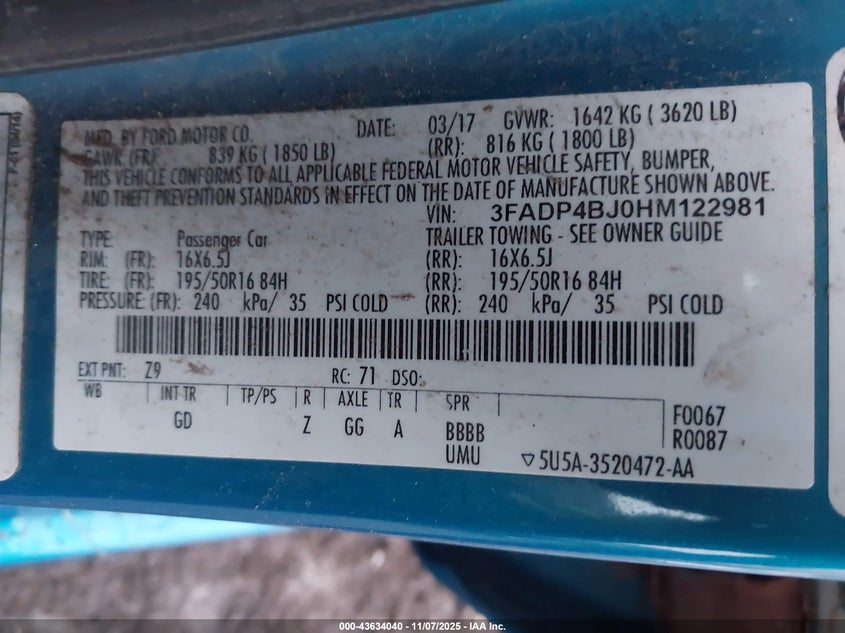 F-01 (04/14)
MFD. BY FORD MOTOR CO. DATE: 03/17 GVWR: 1642 KG ( 3620 LB)
GAWR (FR): 839 KG ( 1850 LB) (RR): 816 KG ( 1800 LB)
THIS VEHICLE CONFORMS TO ALL APPLICABLE FEDERAL MOTOR VEHICLE SAFETY, BUMPER,
AND THEFT PREVENTION STANDARDS IN EFFECT ON THE DATE OF MANUFACTURE SHOWN ABOVE.
VIN: 3FADP4BJ0HM122981
TYPE: Passenger Car TRAILER TOWING - SEE OWNER GUIDE
RIM: (FR): 16X6.5J (RR): 16X6.5J
TIRE: (FR): 195/50R16 84H (RR): 195/50R16 84H
PRESSURE: (FR): 240 kPa/ 35 PSI COLD (RR): 240 kPa/ 35 PSI COLD
EXT PNT: Z9 RC: 71 DSO:
WB INT TR TP/PS R AXLE TR SPR
GD Z GG A BBBB F0067
UMU R0087
▽5U5A-3520472-AA
000-43634040 - 11/07/2025 - IAA Inc.